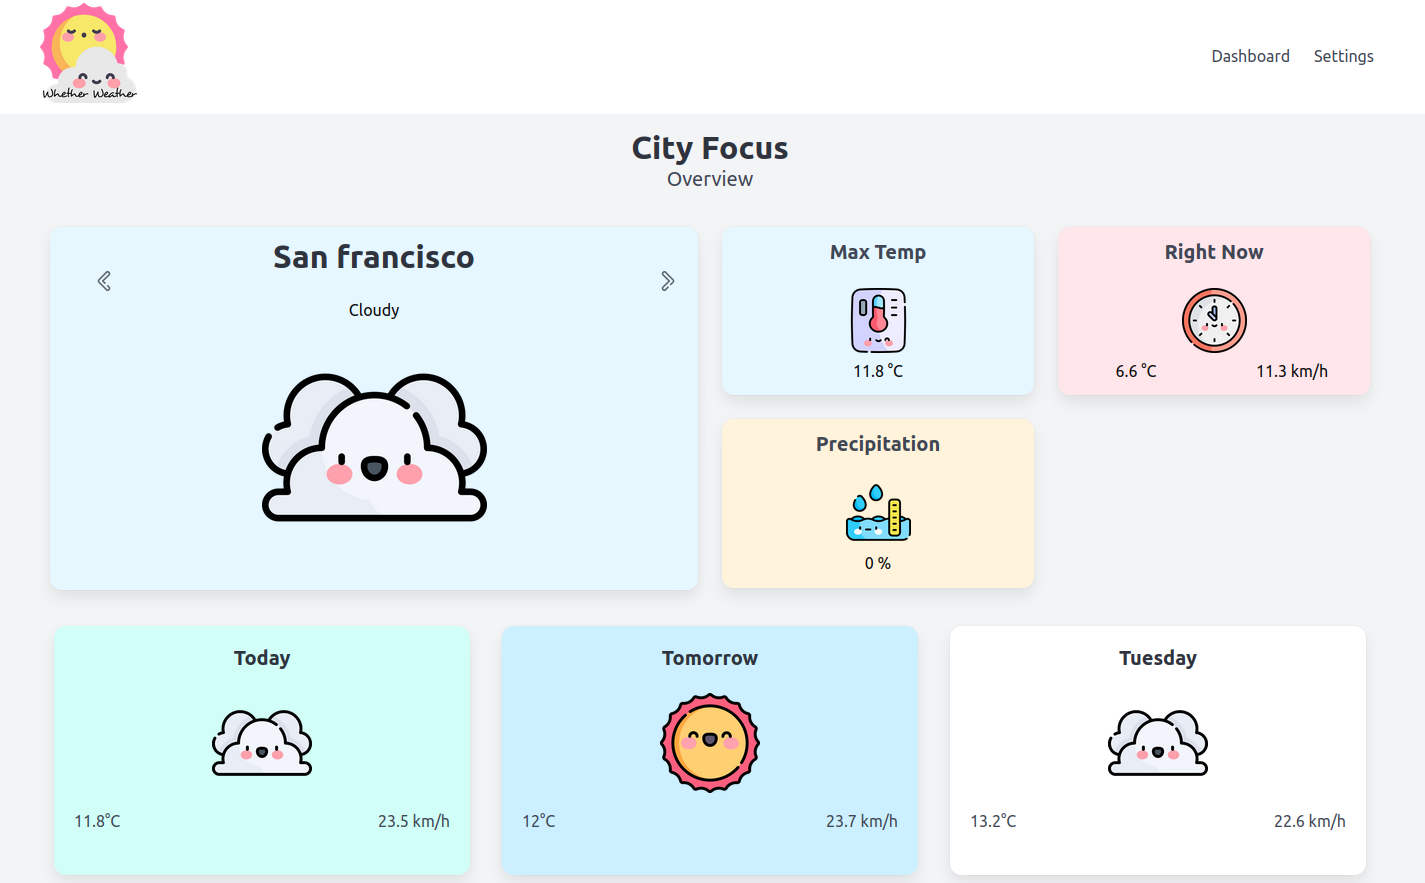 Whether Weather
Dashboard Settings
City Focus
Overview
San francisco
Cloudy
Max Temp
11.8 °C
Right Now
6.6 °C 11.3 km/h
Precipitation
0 %
Today
11.8°C 23.5 km/h
Tomorrow
12°C 23.7 km/h
Tuesday
13.2°C 22.6 km/h